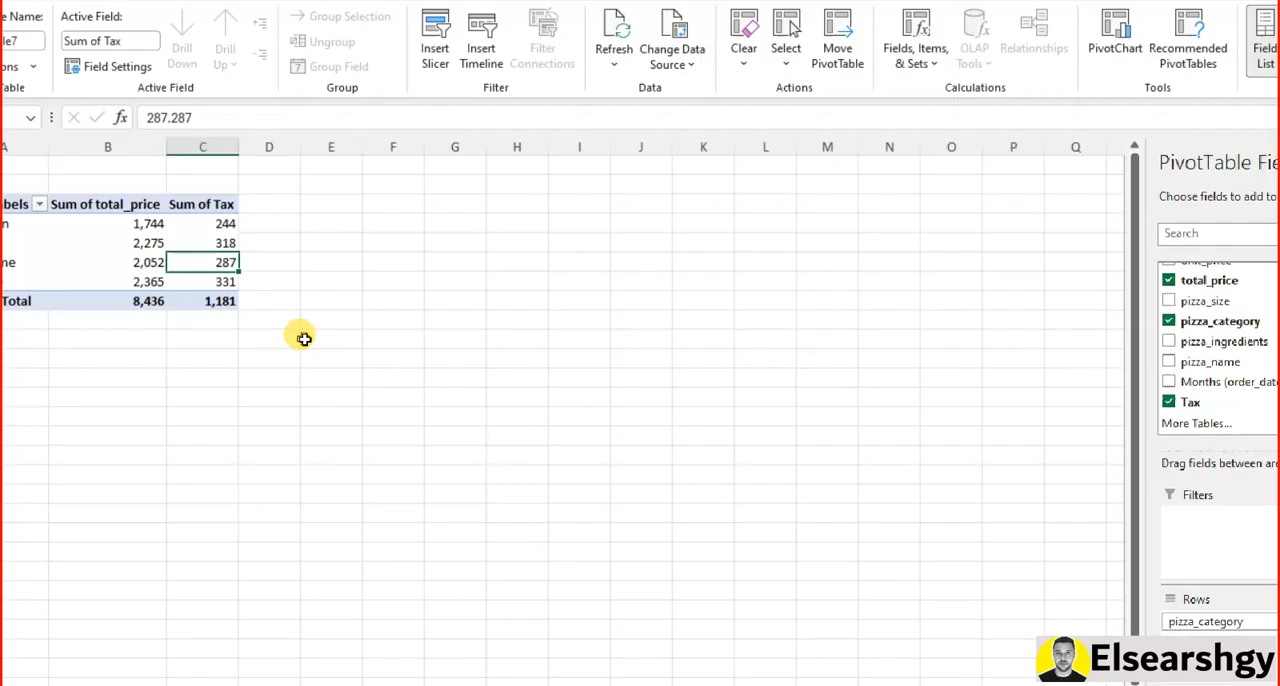 e Name:
Active Field:
le7
Sum of Tax
ons
Field Settings
able
Active Field
Drill Down
Drill Up
Group Selection
Ungroup
Group Field
Group
Insert Slicer
Insert Timeline
Filter Connections
Filter
Refresh
Change Data Source
Data
Clear
Select
Move PivotTable
Actions
Fields, Items, & Sets
OLAP Tools
Relationships
Calculations
PivotChart
Recommended PivotTables
Tools
Field List
fx 287.287
A B C D E F G H I J K L M N O P Q
bels Sum of total_price Sum of Tax
n 1,744 244
2,275 318
me 2,052 287
2,365 331
Total 8,436 1,181
PivotTable Fie
Choose fields to add to
Search
total_price
pizza_size
pizza_category
pizza_ingredients
pizza_name
Months (order_dat
Tax
More Tables...
Drag fields between are
Filters
Rows
pizza_category
Elsearshgy